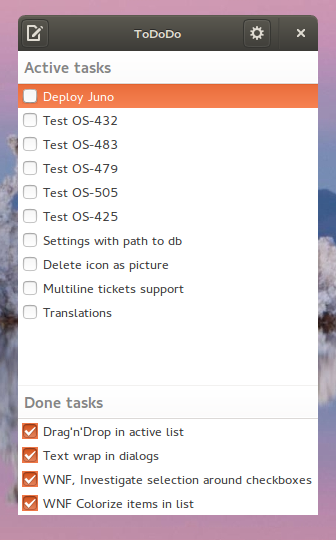 ToDoDo
Active tasks
Deploy Juno
Test OS-432
Test OS-483
Test OS-479
Test OS-505
Test OS-425
Settings with path to db
Delete icon as picture
Multiline tickets support
Translations
Done tasks
Drag'n'Drop in active list
Text wrap in dialogs
WNF, Investigate selection around checkboxes
WNF Colorize items in list